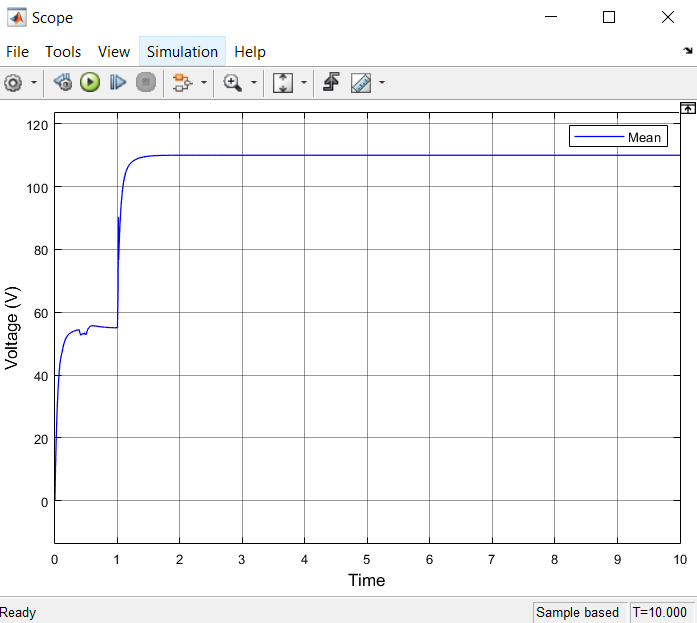 Scope
File Tools View Simulation Help
Mean
120
100
80
60
40
20
0
Voltage (V)
0 1 2 3 4 5 6 7 8 9 10
Time
Ready
Sample based T=10.000